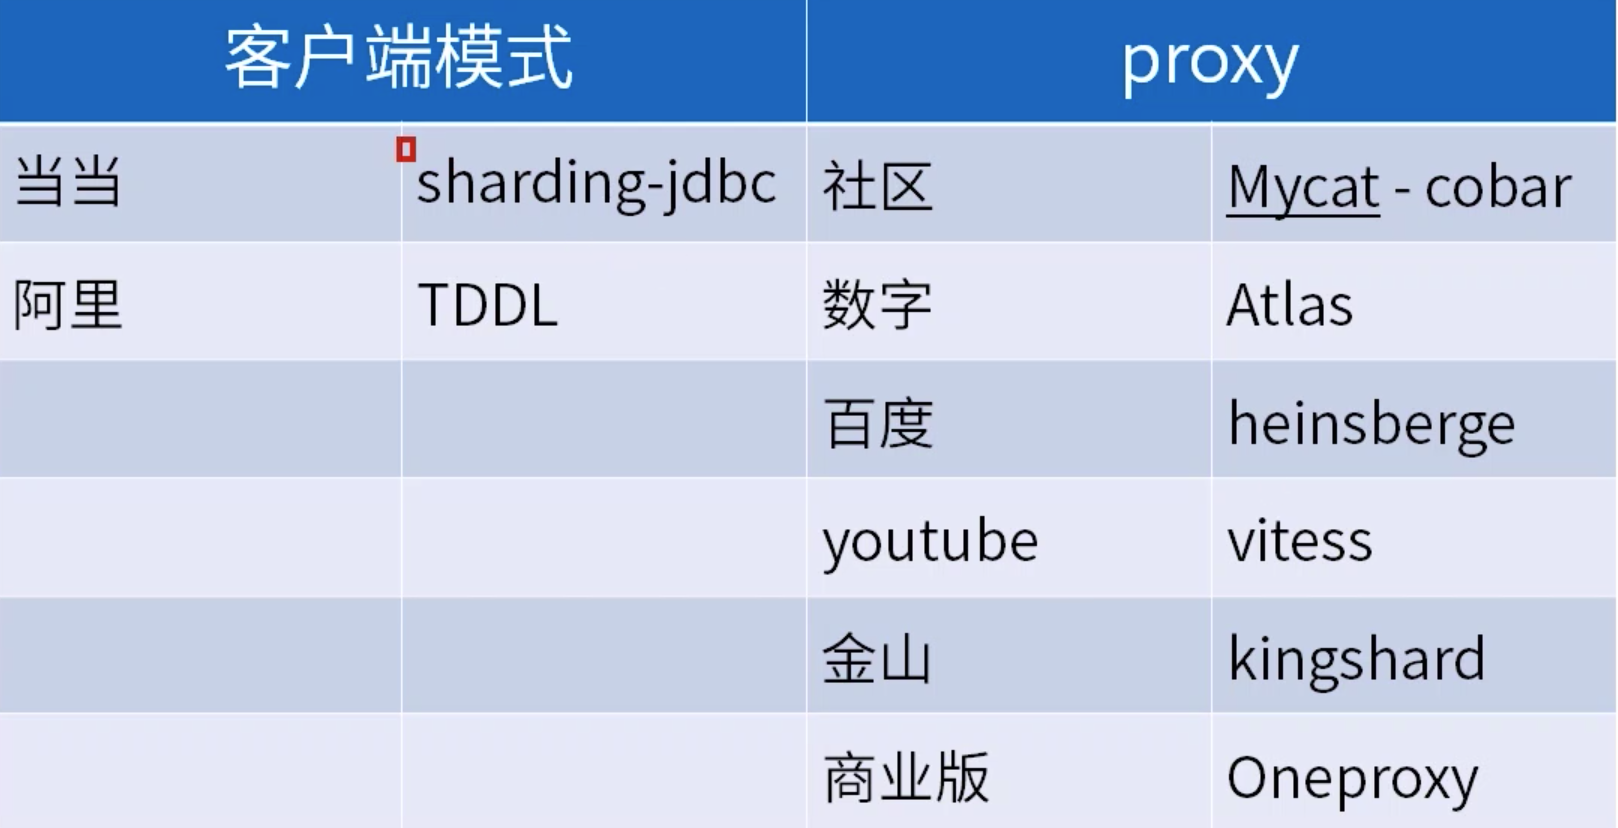 客户端模式 proxy
当当 sharding-jdbc 社区 Mycat - cobar
阿里 TDDL 数字 Atlas
百度 heinsberge
youtube vitess
金山 kingshard
商业版 Oneproxy